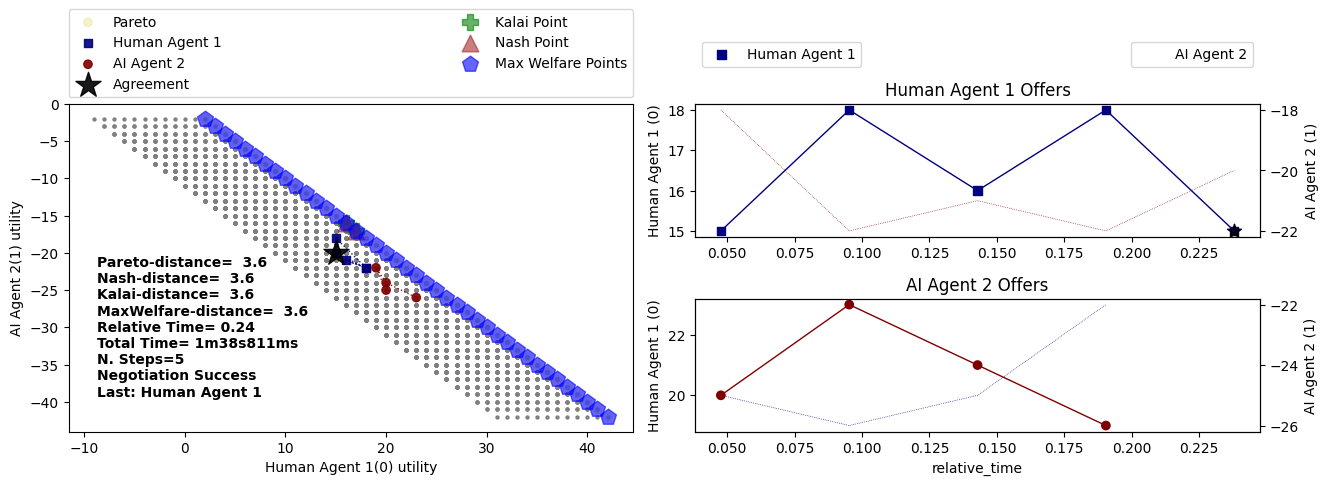 Pareto
Human Agent 1
AI Agent 2
Agreement
Kalai Point
Nash Point
Max Welfare Points
0
−5
−10
−15
−20
−25
−30
−35
−40
AI Agent 2(1) utility
Pareto-distance= 3.6
Nash-distance= 3.6
Kalai-distance= 3.6
MaxWelfare-distance= 3.6
Relative Time= 0.24
Total Time= 1m38s811ms
N. Steps=5
Negotiation Success
Last: Human Agent 1
−10
0
10
20
30
40
Human Agent 1(0) utility
Human Agent 1
AI Agent 2
Human Agent 1 Offers
18
17
16
15
Human Agent 1 (0)
−18
−20
−22
AI Agent 2 (1)
0.050
0.075
0.100
0.125
0.150
0.175
0.200
0.225
AI Agent 2 Offers
22
20
Human Agent 1 (0)
−22
−24
−26
AI Agent 2 (1)
0.050
0.075
0.100
0.125
0.150
0.175
0.200
0.225
relative_time